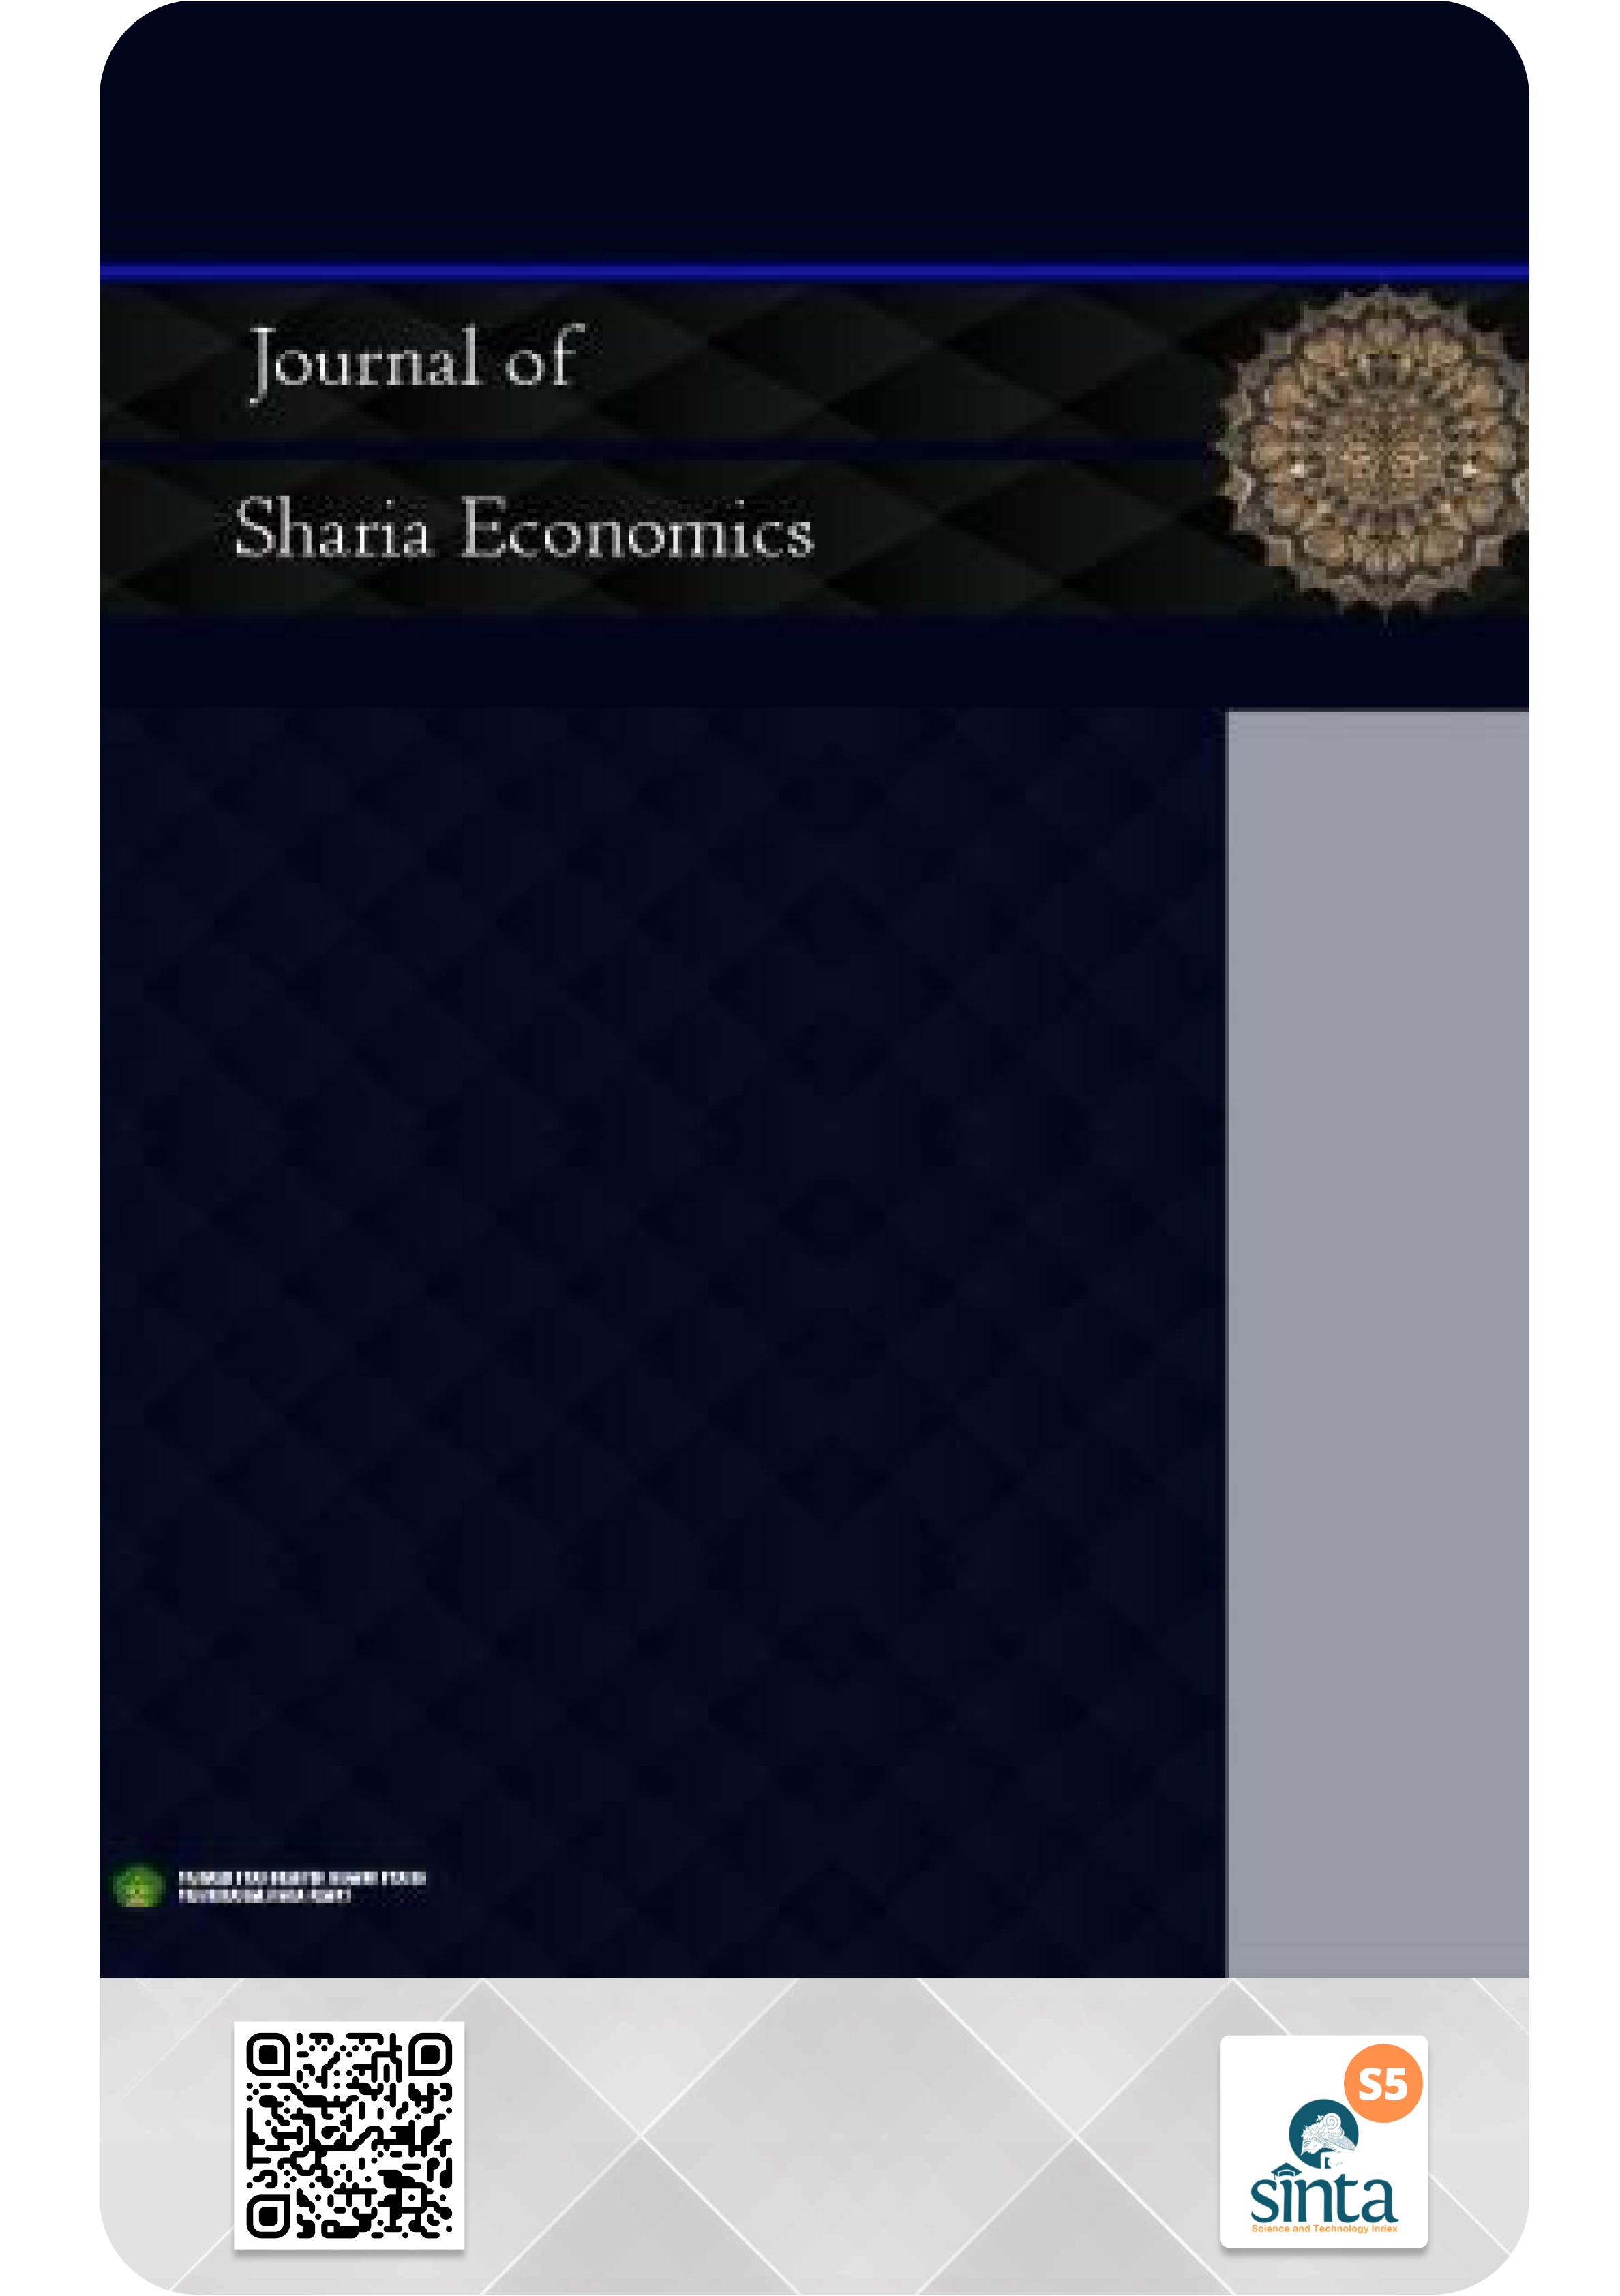 Journal of
Sharia Economics
S5
sinta
Science and Technology Index